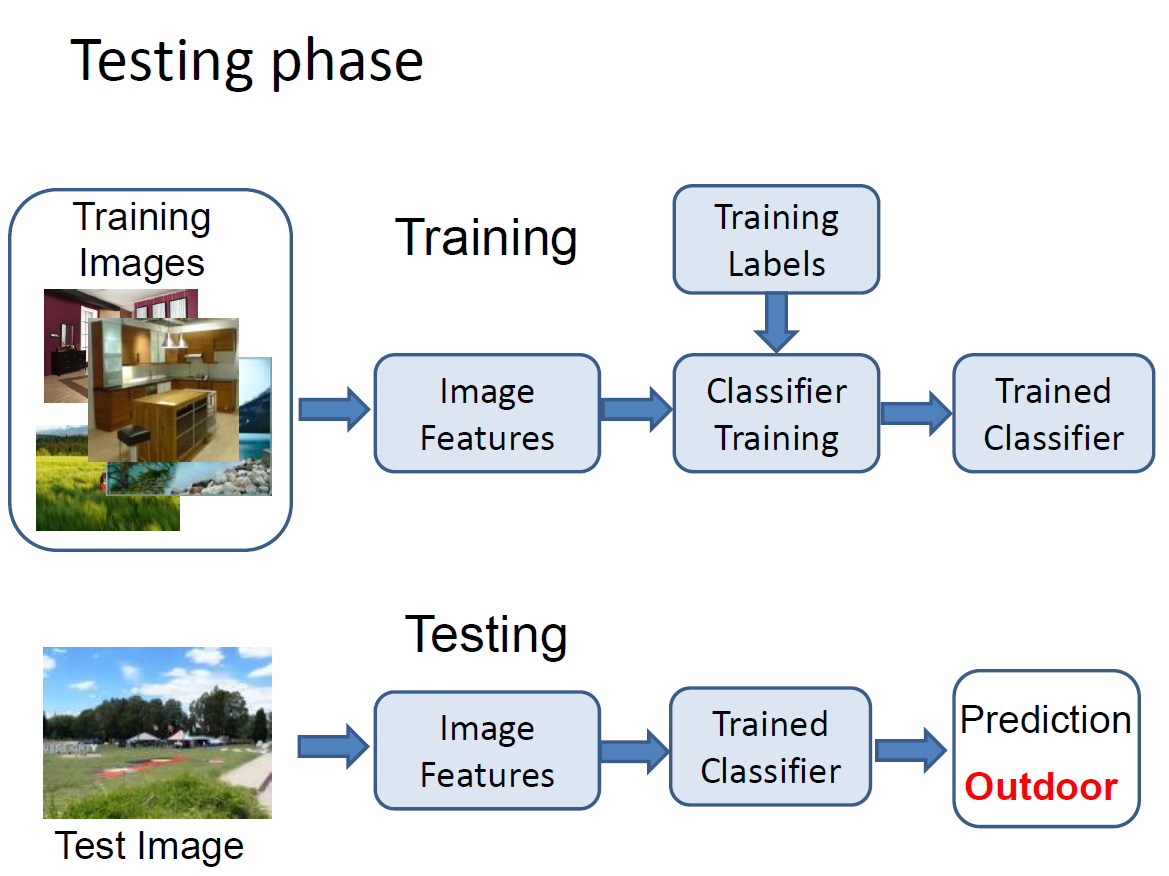 Testing phase
Training
Images
Training
Training
Labels
Image
Features
Classifier
Training
Trained
Classifier
Testing
Test Image
Image
Features
Trained
Classifier
Prediction
Outdoor